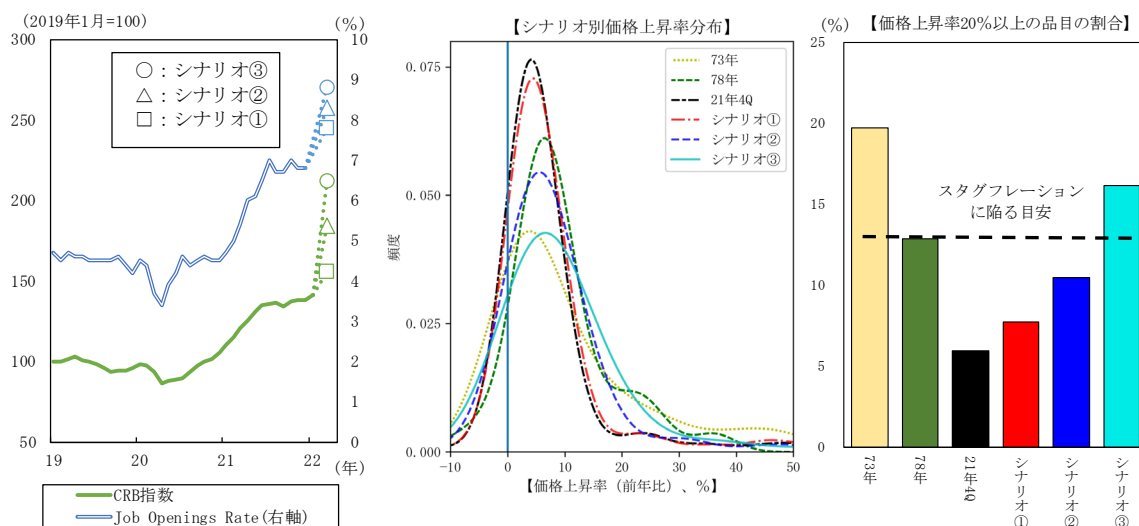 (2019年1月=100)
(%)
300
250
200
150
100
50
10
9
8
7
6
5
4
3
2
1
0
○：シナリオ③
△：シナリオ②
□：シナリオ①
19
20
21
22
(年)
CRB指数
Job Openings Rate(右軸)
【シナリオ別価格上昇率分布】
頻度
0.075
0.050
0.025
0.000
73年
78年
21年4Q
シナリオ①
シナリオ②
シナリオ③
-10
0
10
20
30
40
50
【価格上昇率（前年比）、%】
(%)
【価格上昇率20%以上の品目の割合】
25
20
15
10
5
0
スタグフレーション
に陥る目安
73年
78年
21年4Q
シナリオ①
シナリオ②
シナリオ③